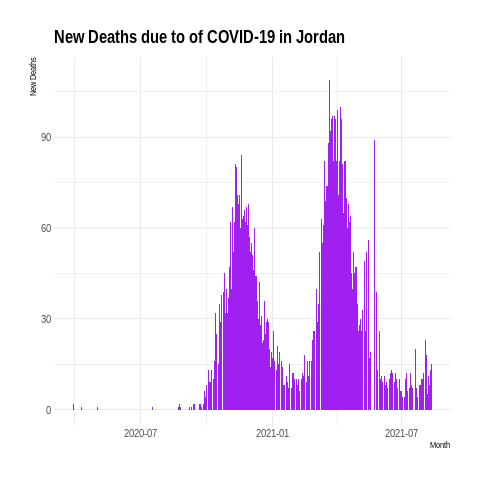 New Deaths due to of COVID-19 in Jordan
New Deaths
90
60
30
0
2020-07
2021-01
2021-07
Month